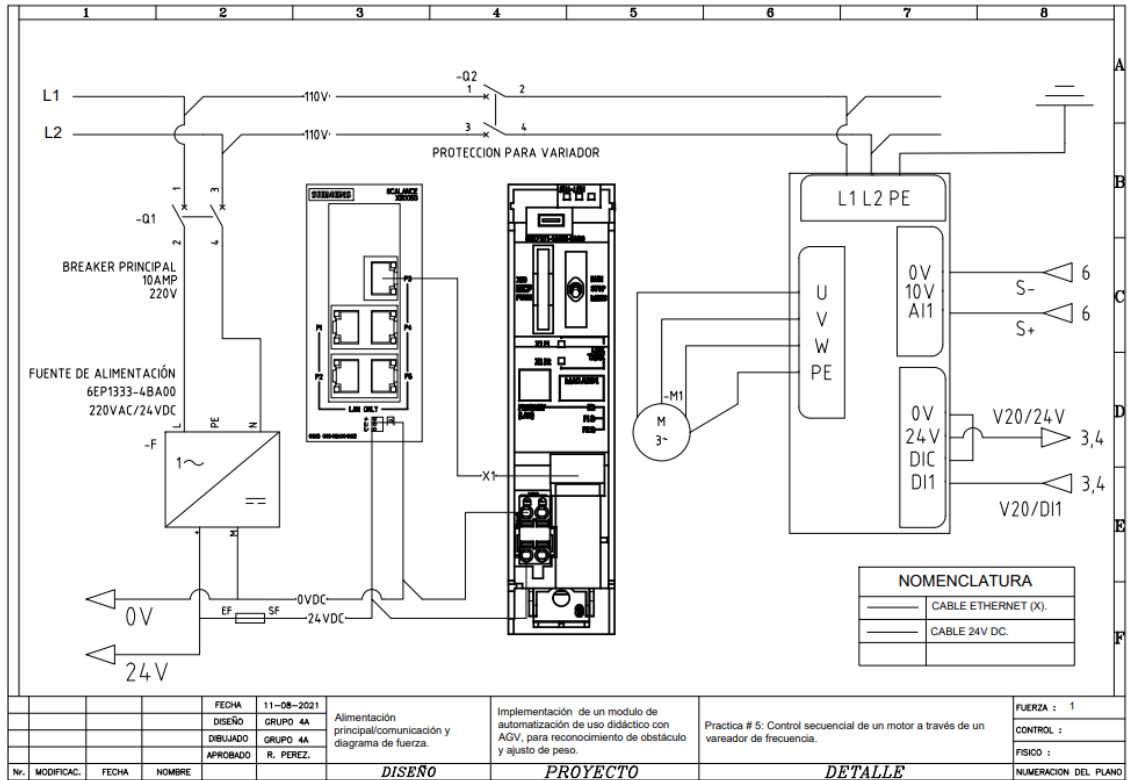 1 2 3 4 5 6 7 8
A
B
C
D
E
F
L1
L2
110V
110V
-Q2
1 2
3 4
PROTECCION PARA VARIADOR
1 3
-Q1
2 4
BREAKER PRINCIPAL
10AMP
220V
FUENTE DE ALIMENTACIÓN
6EP1333-4BA00
220VAC/24VDC
L PE N
-F
1~
+ M
0VDC
EF SF
24VDC
0V
24V
SIEMENS
SCALANCE
P3
P1 P4
P2 P5
LAN ONLY
X1
-M1
M
3~
L1 L2 PE
U
V
W
PE
0V
10V
AI1
S- 6
S+ 6
0V
24V
DIC
DI1
V20/24V
3,4
3,4
V20/DI1
NOMENCLATURA
CABLE ETHERNET (X).
CABLE 24V DC.
FECHA 11-08-2021
DISEÑO GRUPO 4A
DIBUJADO GRUPO 4A
APROBADO R. PEREZ.
Nr. MODIFICAC. FECHA NOMBRE
Alimentación
principal/comunicación y
diagrama de fuerza.
DISEÑO
Implementación de un modulo de
automatización de uso didáctico con
AGV, para reconocimiento de obstáculo
y ajusto de peso.
PROYECTO
Practica # 5: Control secuencial de un motor a través de un
vareador de frecuencia.
DETALLE
FUERZA : 1
CONTROL :
FISICO :
NUMERACION DEL PLANO